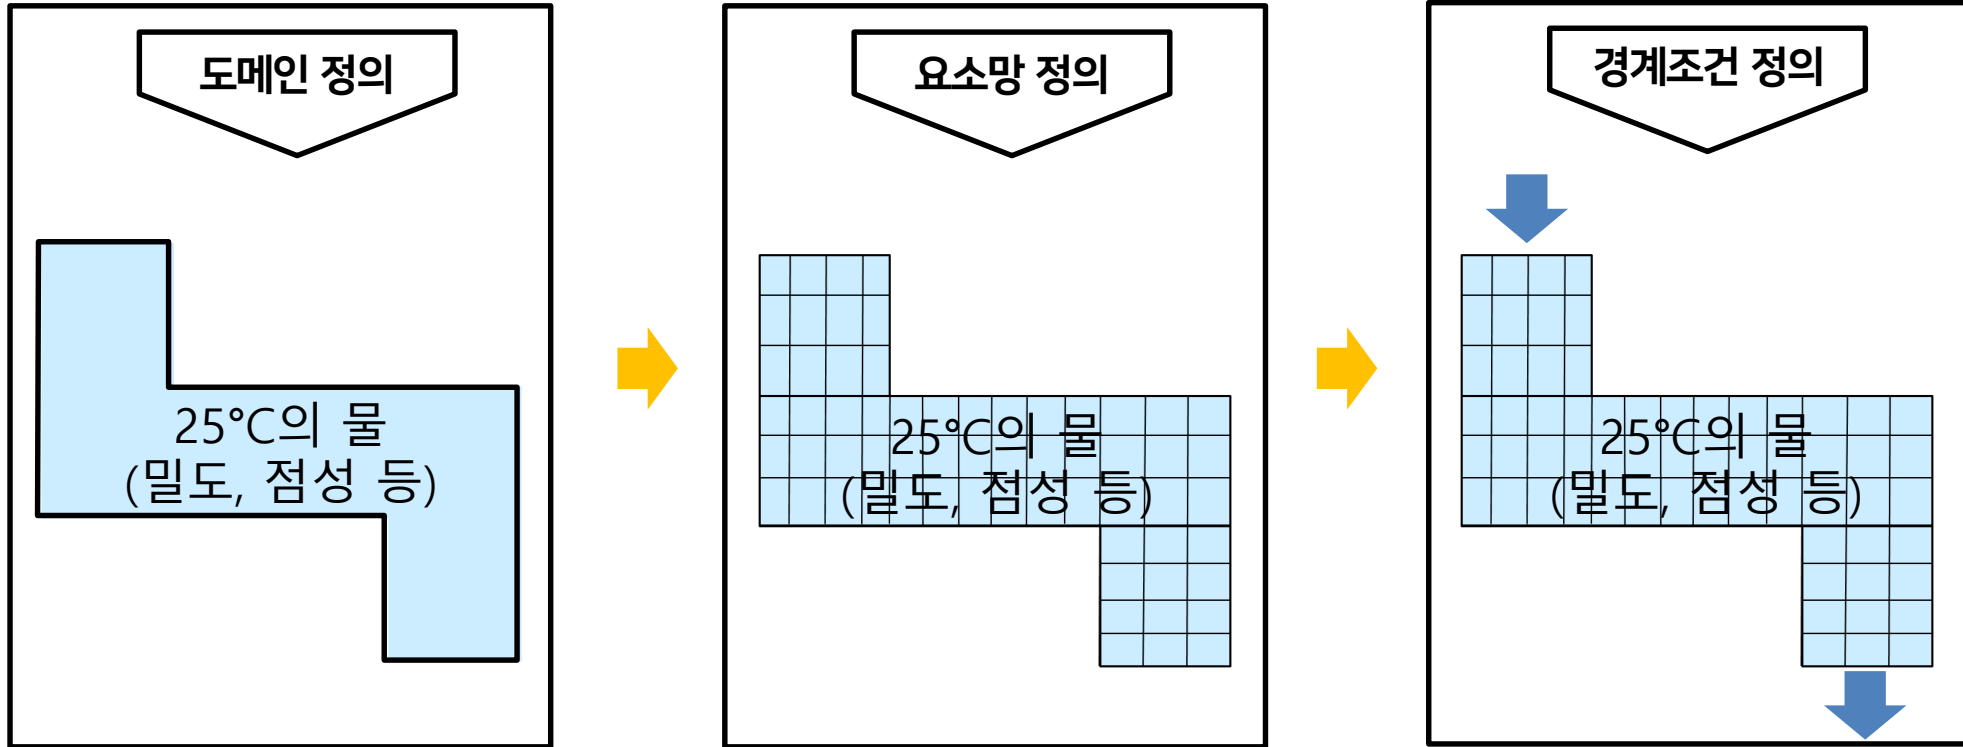 도메인 정의
25°C의 물
(밀도, 점성 등)
요소망 정의
25°C의 물
(밀도, 점성 등)
경계조건 정의
25°C의 물
(밀도, 점성 등)